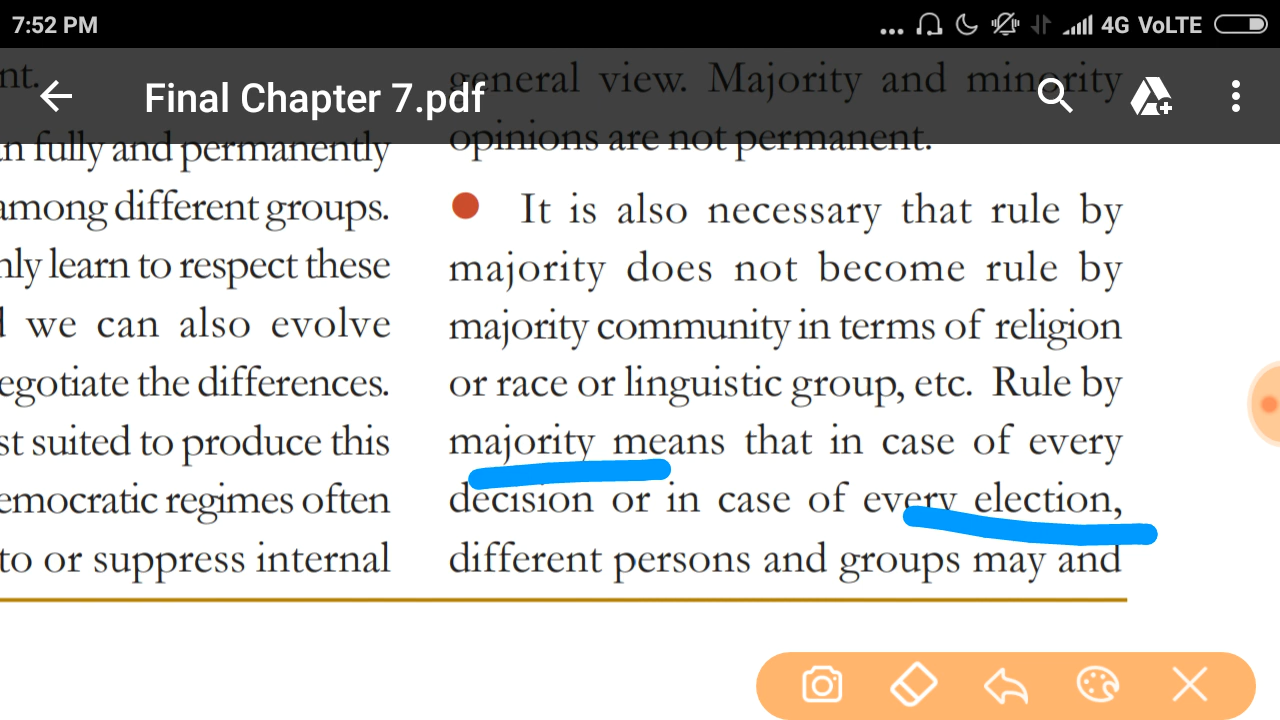 7:52 PM
4G VoLTE
Final Chapter 7.pdf
nt.
n fully and permanently
among different groups.
nly learn to respect these
we can also evolve
egotiate the differences.
st suited to produce this
emocratic regimes often
to or suppress internal
general view. Majority and minority
opinions are not permanent.
● It is also necessary that rule by
majority does not become rule by
majority community in terms of religion
or race or linguistic group, etc. Rule by
majority means that in case of every
decision or in case of every election,
different persons and groups may and